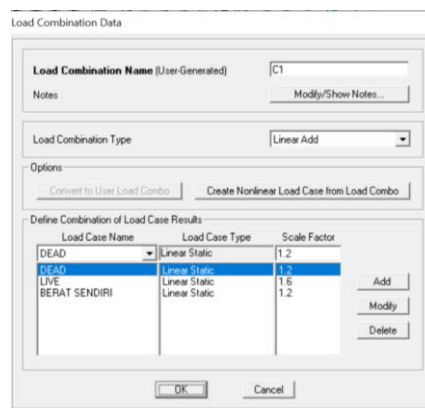 Load Combination Data
Load Combination Name (User-Generated) C1
Notes Modify/Show Notes...
Load Combination Type Linear Add
Options
Convert to User Load Combo Create Nonlinear Load Case from Load Combo
Define Combination of Load Case Results
Load Case Name Load Case Type Scale Factor
DEAD Linear Static 1.2
DEAD Linear Static 1.2
LIVE Linear Static 1.6
BERAT SENDIRI Linear Static 1.2
Add
Modify
Delete
OK Cancel